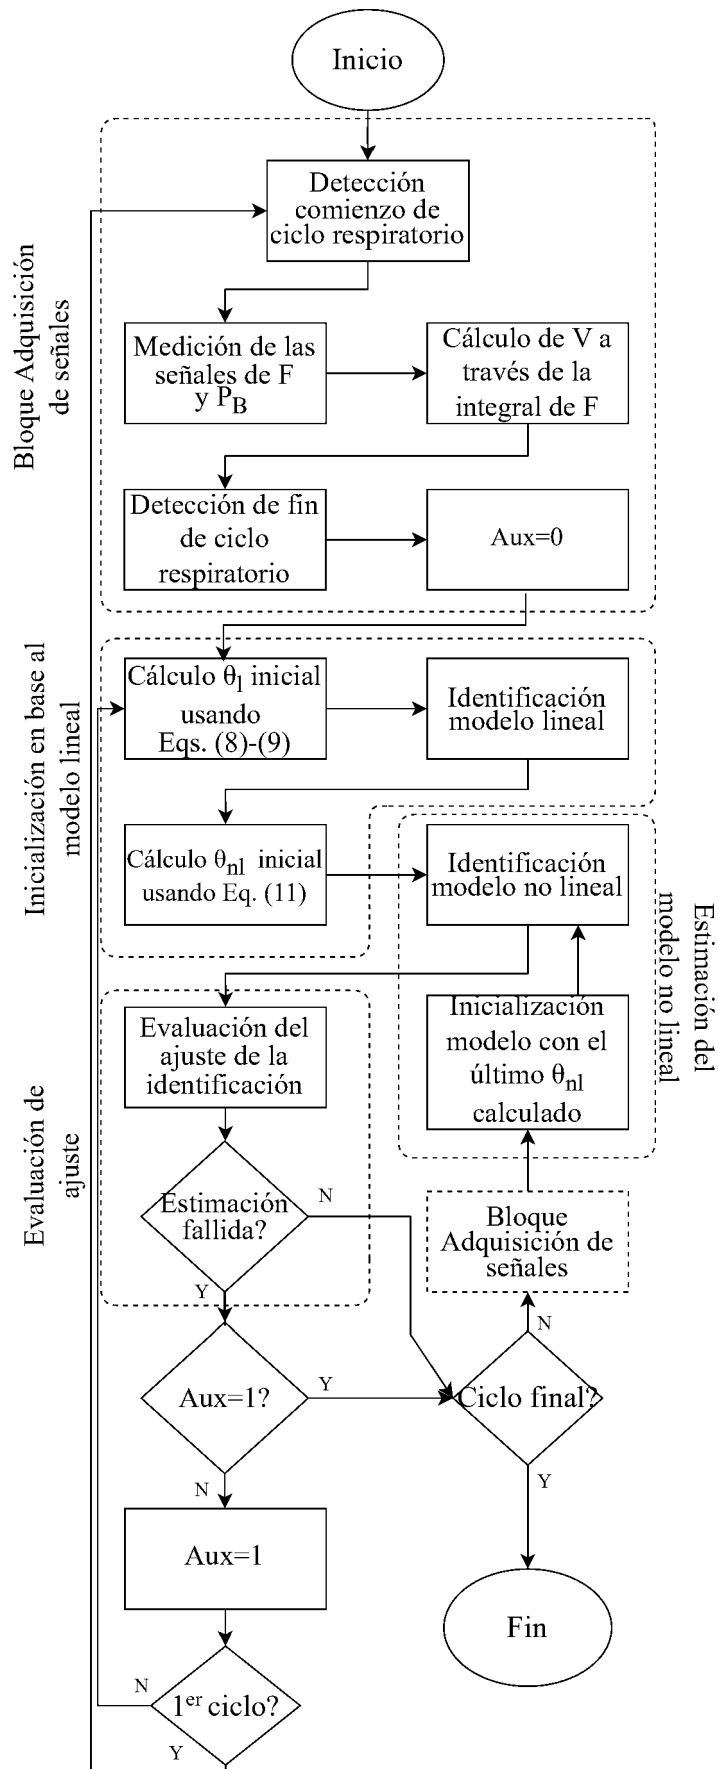 Inicio
Bloque Adquisición
de señales
Detección
comienzo de
ciclo respiratorio
Medición de las
señales de F
y P_B
Cálculo de V a
través de la
integral de F
Detección de fin
de ciclo
respiratorio
Aux=0
Inicialización en base al
modelo lineal
Cálculo θ_l inicial
usando
Eqs. (8)-(9)
Identificación
modelo lineal
Cálculo θ_nl inicial
usando Eq. (11)
Identificación
modelo no lineal
Estimación del
modelo no lineal
Inicialización
modelo con el
último θ_nl
calculado
Evaluación de
ajuste
Evaluación del
ajuste de la
identificación
Estimación
fallida?
N
Y
Bloque
Adquisición de
señales
N
Aux=1?
Y
N
Ciclo final?
Y
Aux=1
Fin
1er ciclo?
N
Y